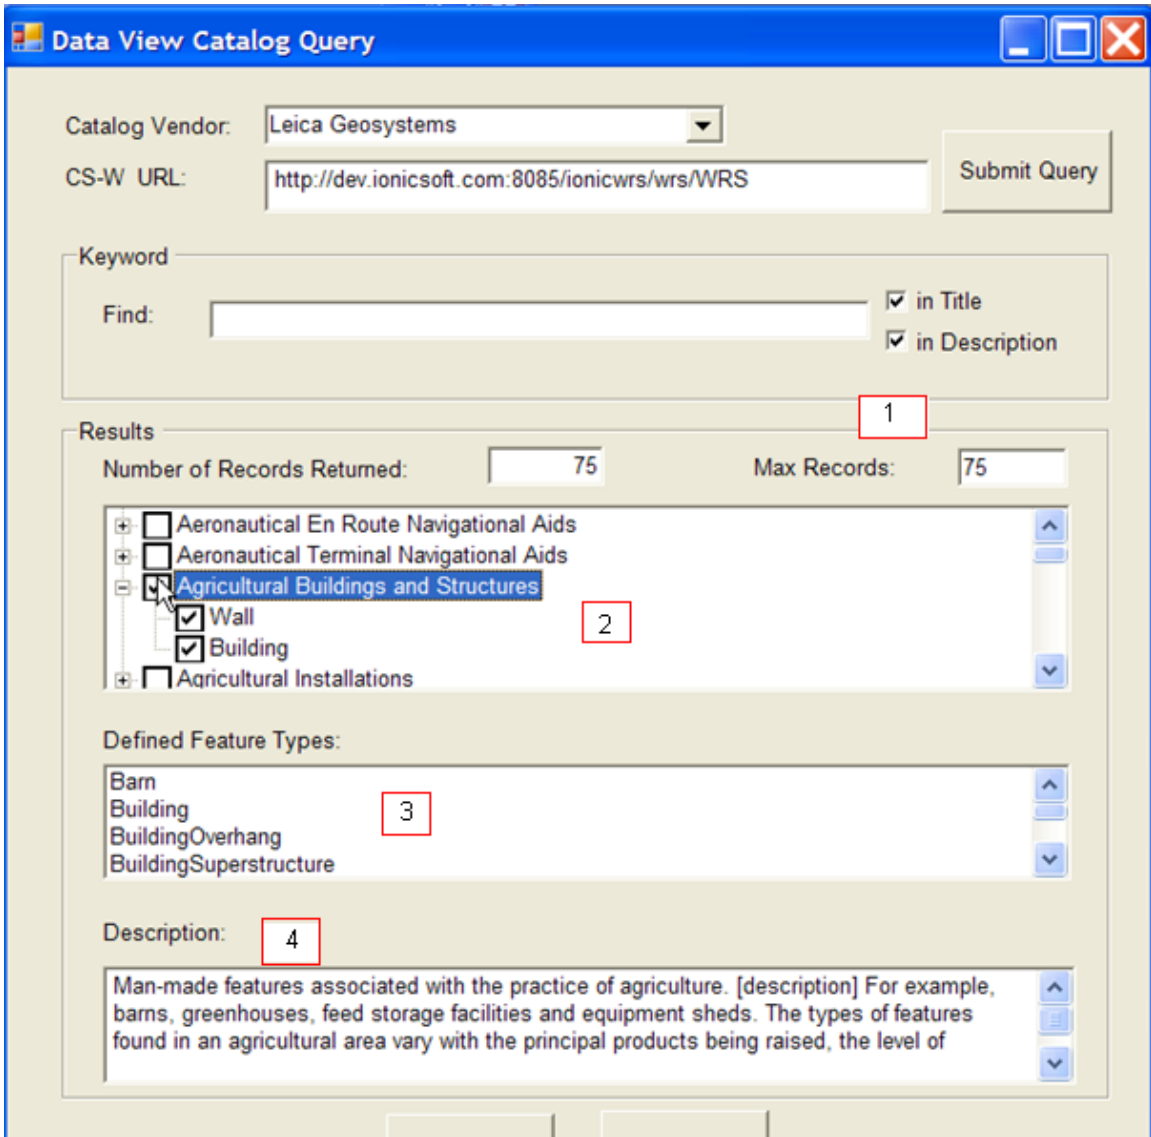 Data View Catalog Query
Catalog Vendor: Leica Geosystems
CS-W URL: http://dev.ionicsoft.com:8085/ionicwrs/wrs/WRS
Submit Query
Keyword
Find:
in Title
in Description
1
Results
Number of Records Returned: 75 Max Records: 75
Aeronautical En Route Navigational Aids
Aeronautical Terminal Navigational Aids
Agricultural Buildings and Structures
Wall
2
Building
Agricultural Installations
Defined Feature Types:
Barn
Building
3
BuildingOverhang
BuildingSuperstructure
Description:
4
Man-made features associated with the practice of agriculture. [description] For example,
barns, greenhouses, feed storage facilities and equipment sheds. The types of features
found in an agricultural area vary with the principal products being raised, the level of